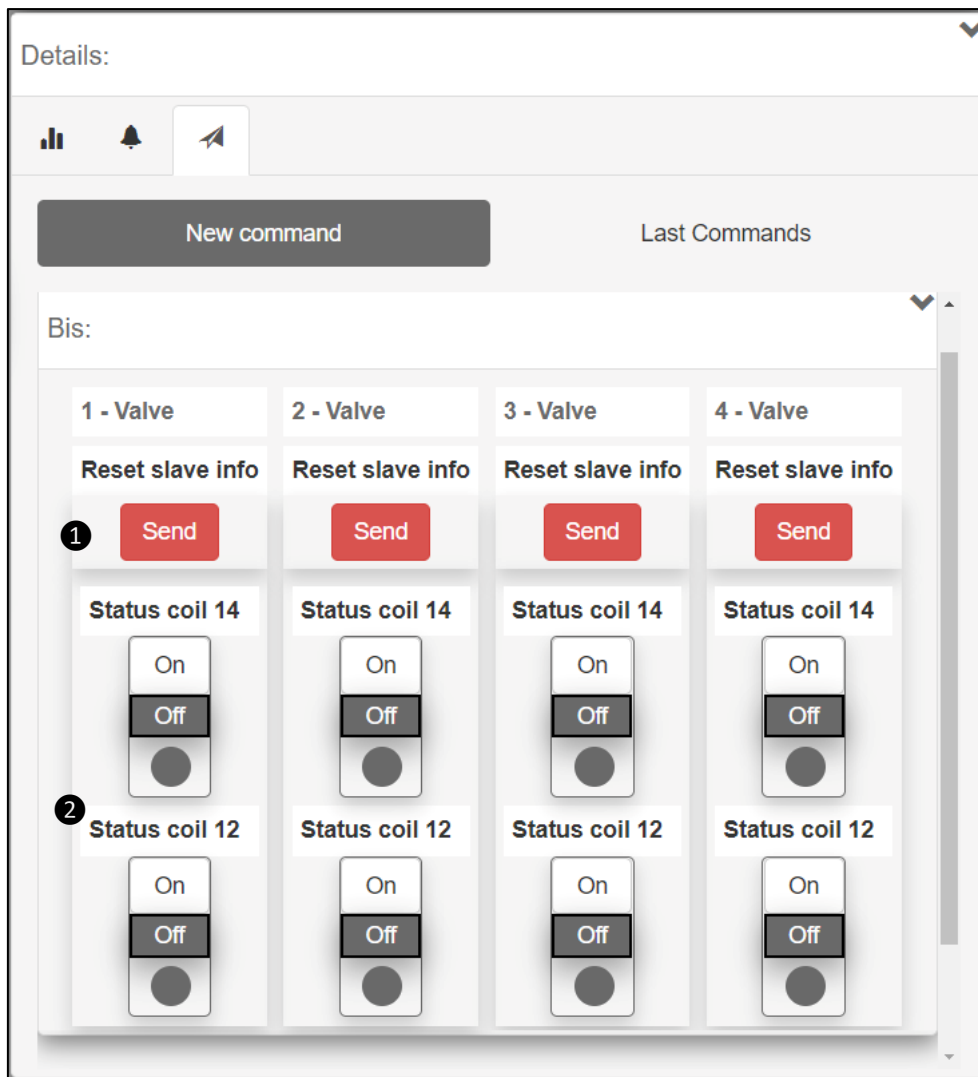 Details:
New command Last Commands
Bis:
1 - Valve 2 - Valve 3 - Valve 4 - Valve
Reset slave info Reset slave info Reset slave info Reset slave info
1 Send Send Send Send
Status coil 14 Status coil 14 Status coil 14 Status coil 14
On On On On
Off Off Off Off
2
Status coil 12 Status coil 12 Status coil 12 Status coil 12
On On On On
Off Off Off Off